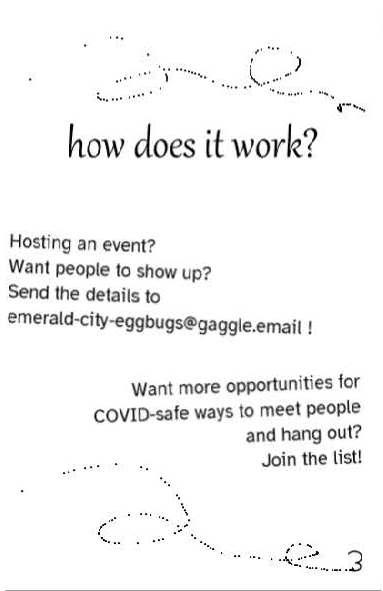 how does it work?
Hosting an event?
Want people to show up?
Send the details to
emerald-city-eggbugs@gaggle.email !
Want more opportunities for
COVID-safe ways to meet people
and hang out?
Join the list!
3